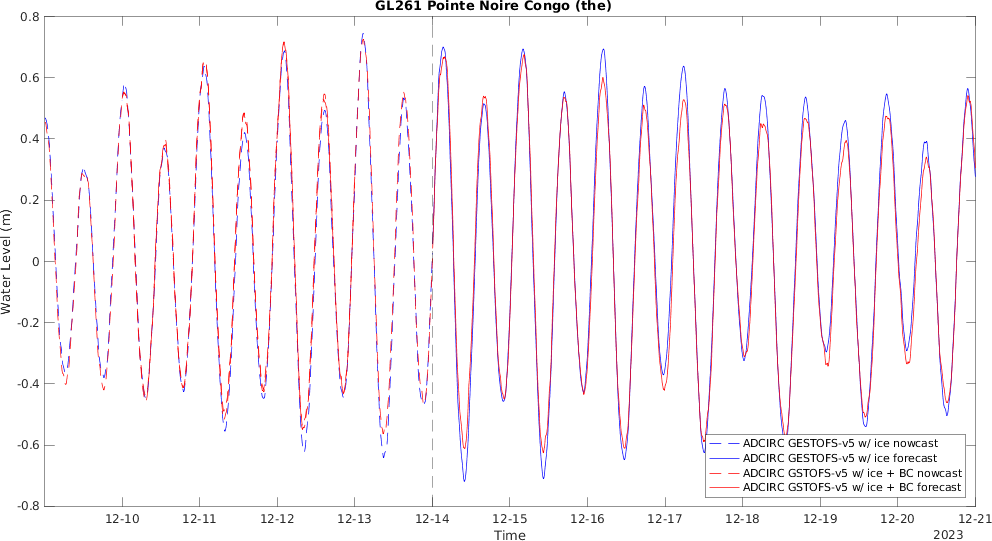 GL261 Pointe Noire Congo (the)
Water Level (m)
0.8
0.6
0.4
0.2
0
-0.2
-0.4
-0.6
-0.8
ADCIRC GESTOFS-v5 w/ ice nowcast
ADCIRC GESTOFS-v5 w/ ice forecast
ADCIRC GSTOFS-v5 w/ ice + BC nowcast
ADCIRC GSTOFS-v5 w/ ice + BC forecast
12-10 12-11 12-12 12-13 12-14 12-15 12-16 12-17 12-18 12-19 12-20 12-21
Time 2023